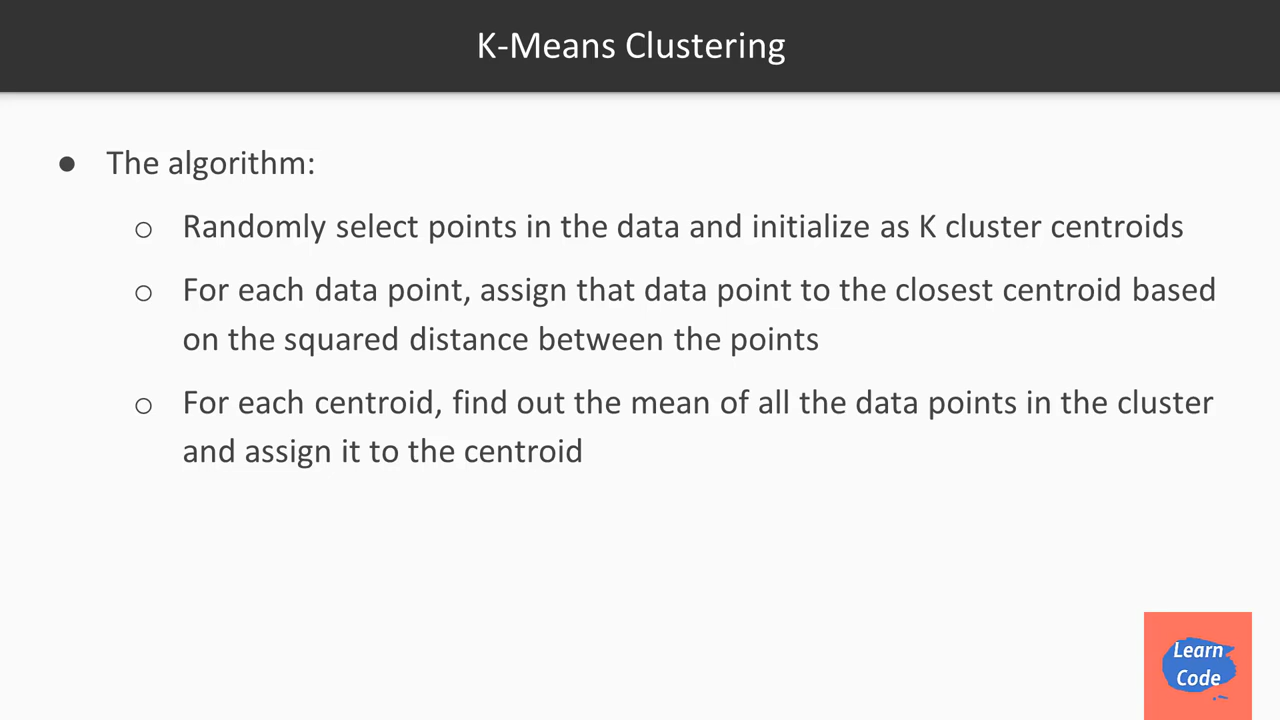 K-Means Clustering
● The algorithm:
○ Randomly select points in the data and initialize as K cluster centroids
○ For each data point, assign that data point to the closest centroid based
on the squared distance between the points
○ For each centroid, find out the mean of all the data points in the cluster
and assign it to the centroid
Learn
Code